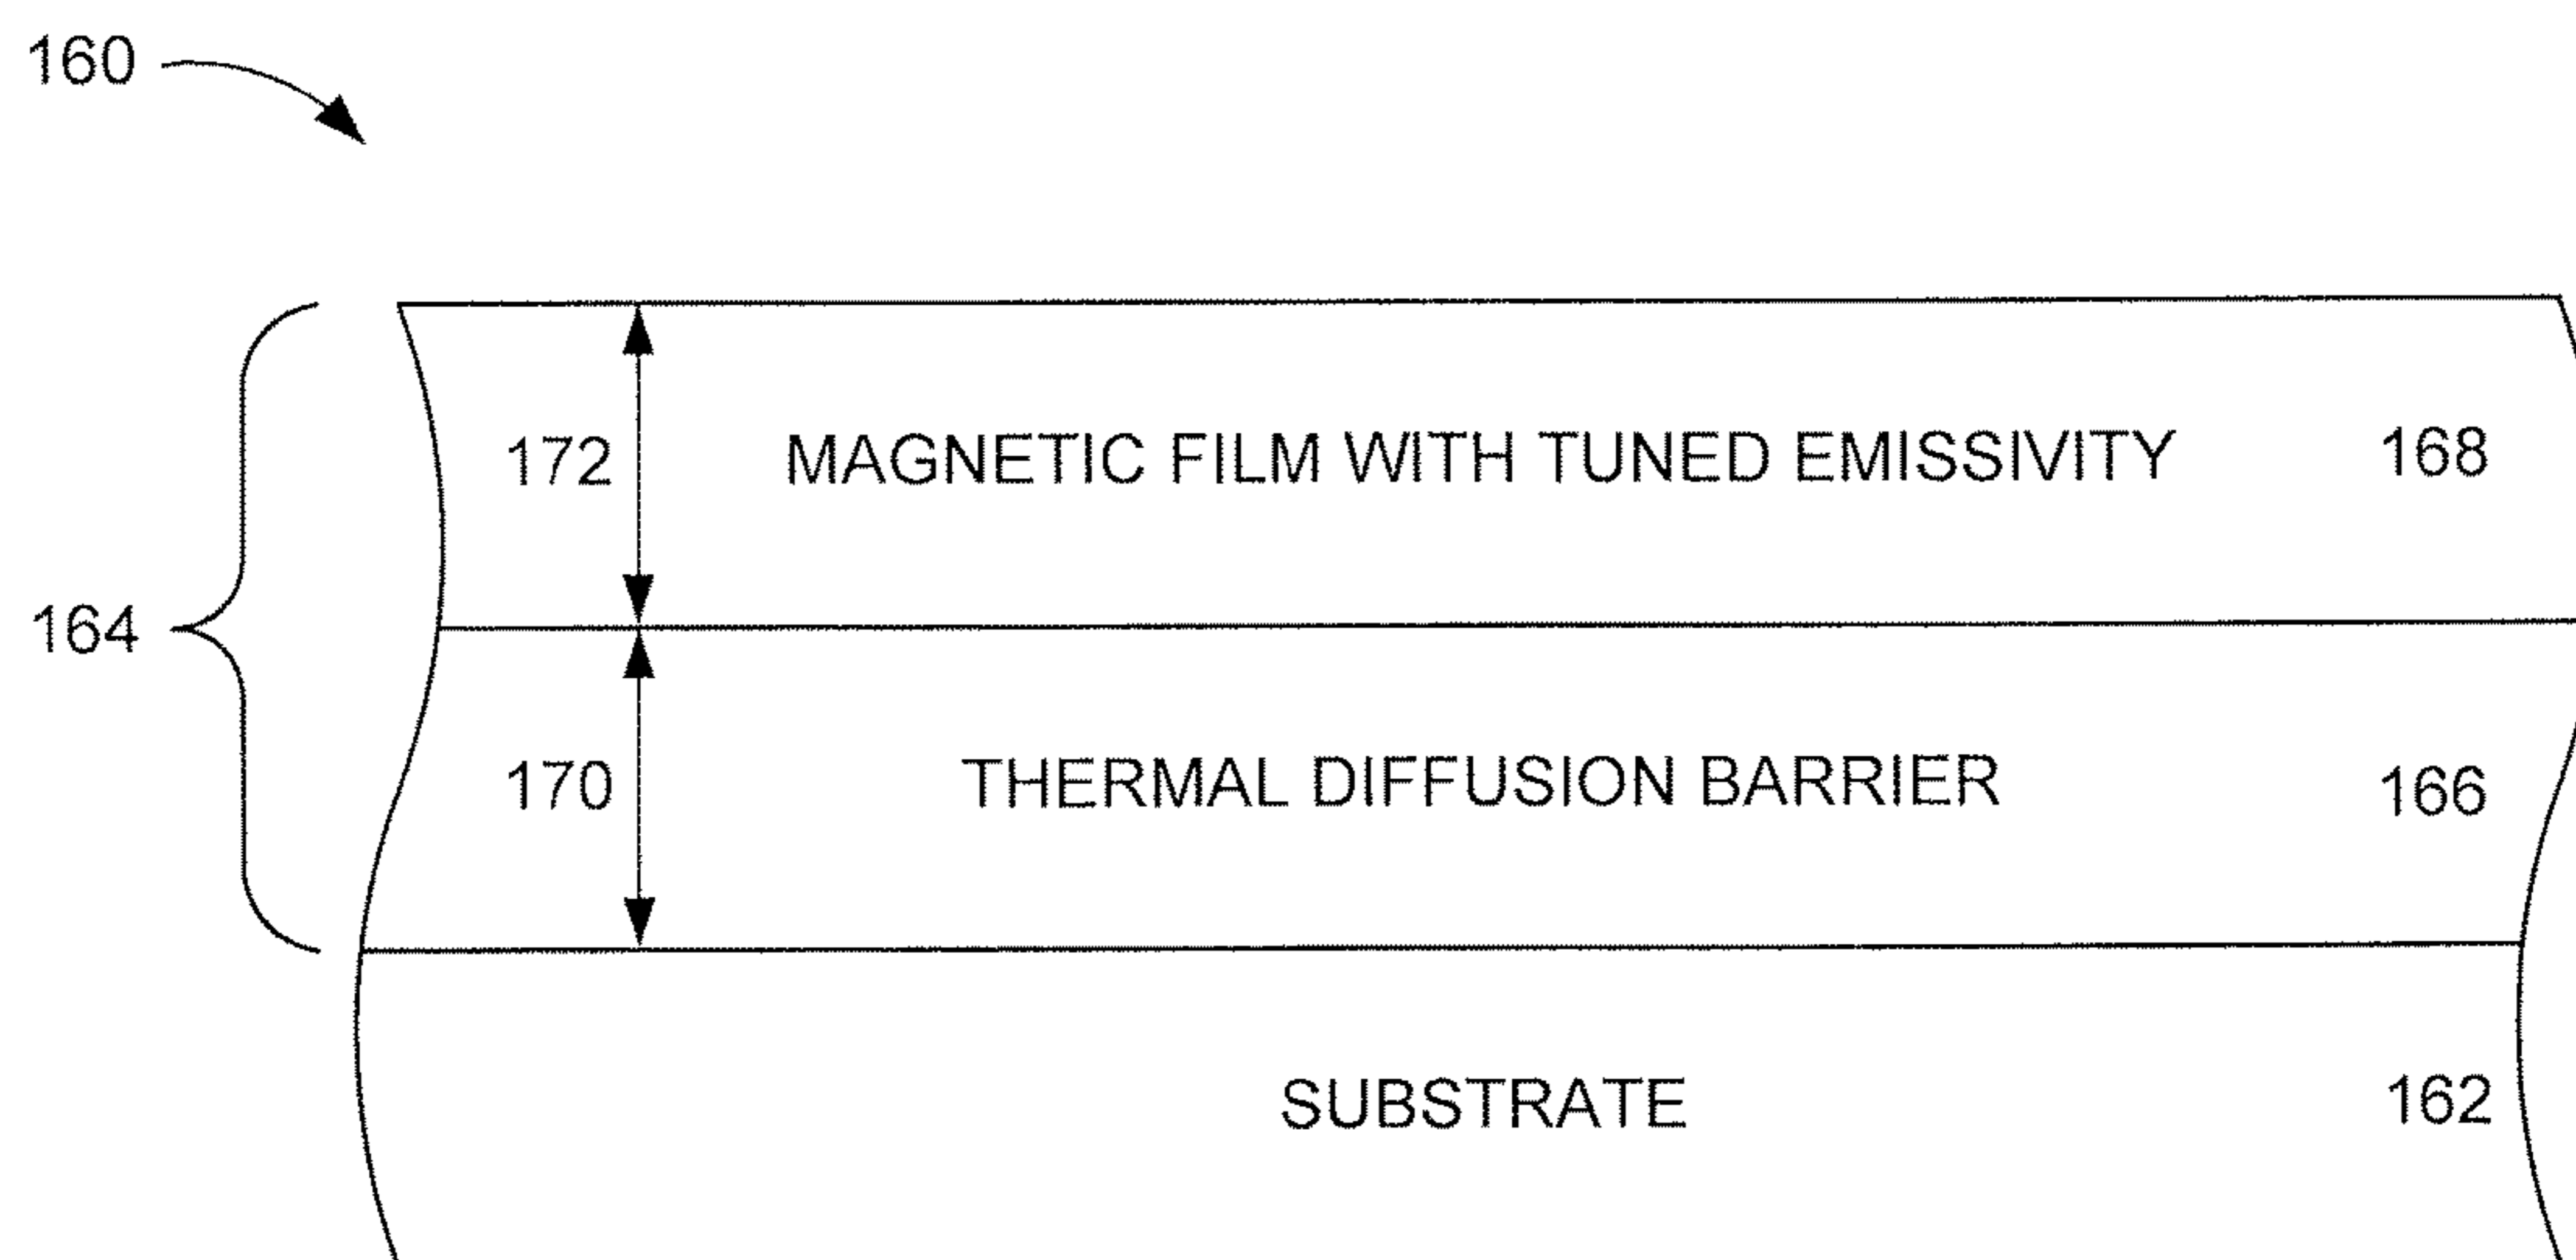 160
172 MAGNETIC FILM WITH TUNED EMISSIVITY 168
164
170 THERMAL DIFFUSION BARRIER 166
SUBSTRATE 162